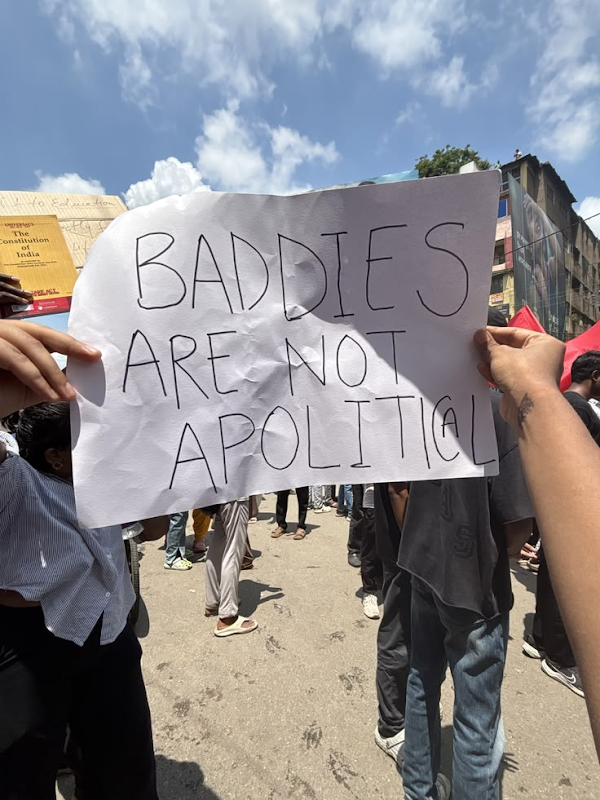 The
Constitution
of
India
BADDIES
ARE NOT
APOLITICAL